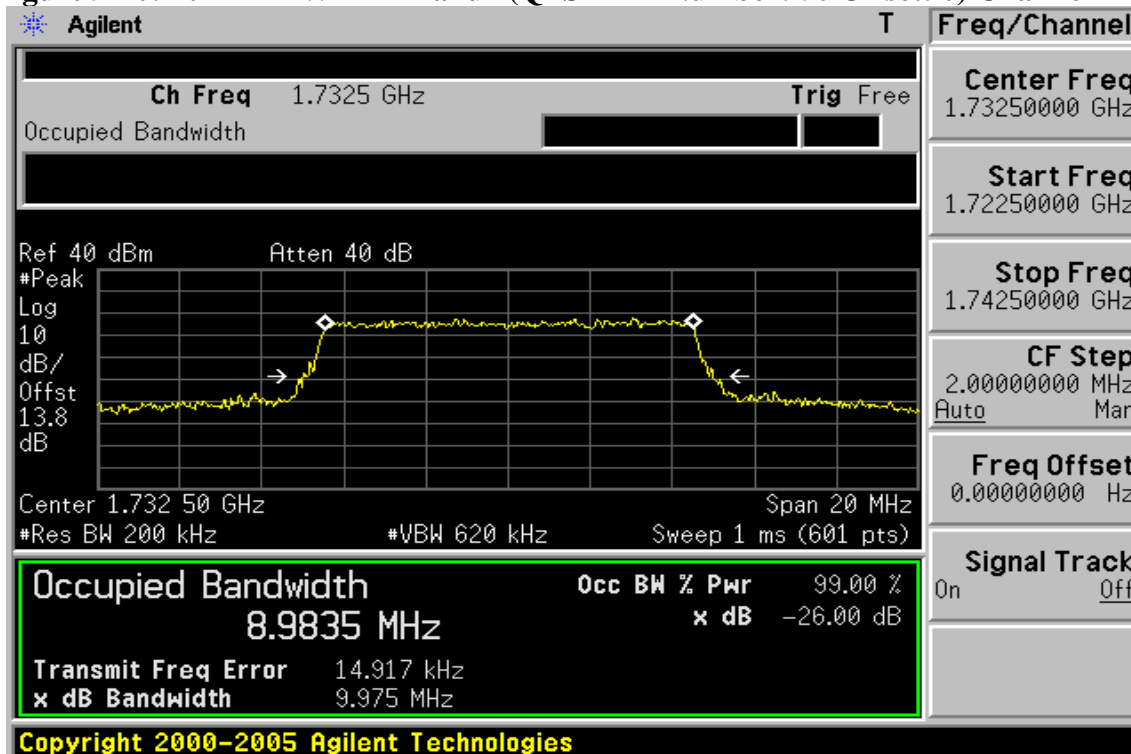 Agilent T Freq/Channel
Ch Freq 1.7325 GHz Trig Free
Occupied Bandwidth
Center Freq
1.73250000 GHz
Start Freq
1.72250000 GHz
Stop Freq
1.74250000 GHz
CF Step
2.00000000 MHz
Auto Man
Freq Offset
0.00000000 Hz
Signal Track
On Off
Ref 40 dBm Atten 40 dB
#Peak
Log
10
dB/
Offst
13.8
dB
Center 1.732 50 GHz Span 20 MHz
#Res BW 200 kHz #VBW 620 kHz Sweep 1 ms (601 pts)
Occupied Bandwidth Occ BW % Pwr 99.00 %
8.9835 MHz x dB -26.00 dB
Transmit Freq Error 14.917 kHz
x dB Bandwidth 9.975 MHz
Copyright 2000-2005 Agilent Technologies